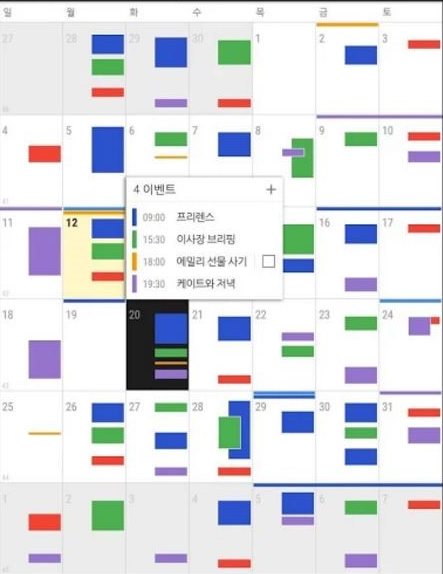 일 월 화 수 목 금 토
27 28 29 30 1 2 3
4 5 6 7 8 9 10
4 이벤트 +
11 12 09:00 프리렌스 16 17
15:30 이사장 브리핑
18:00 에밀리 선물 사기
19:30 케이트와 저녁
18 19 20 21 22 23 24
25 26 27 28 29 30 31
1 2 3 4 5 6 7